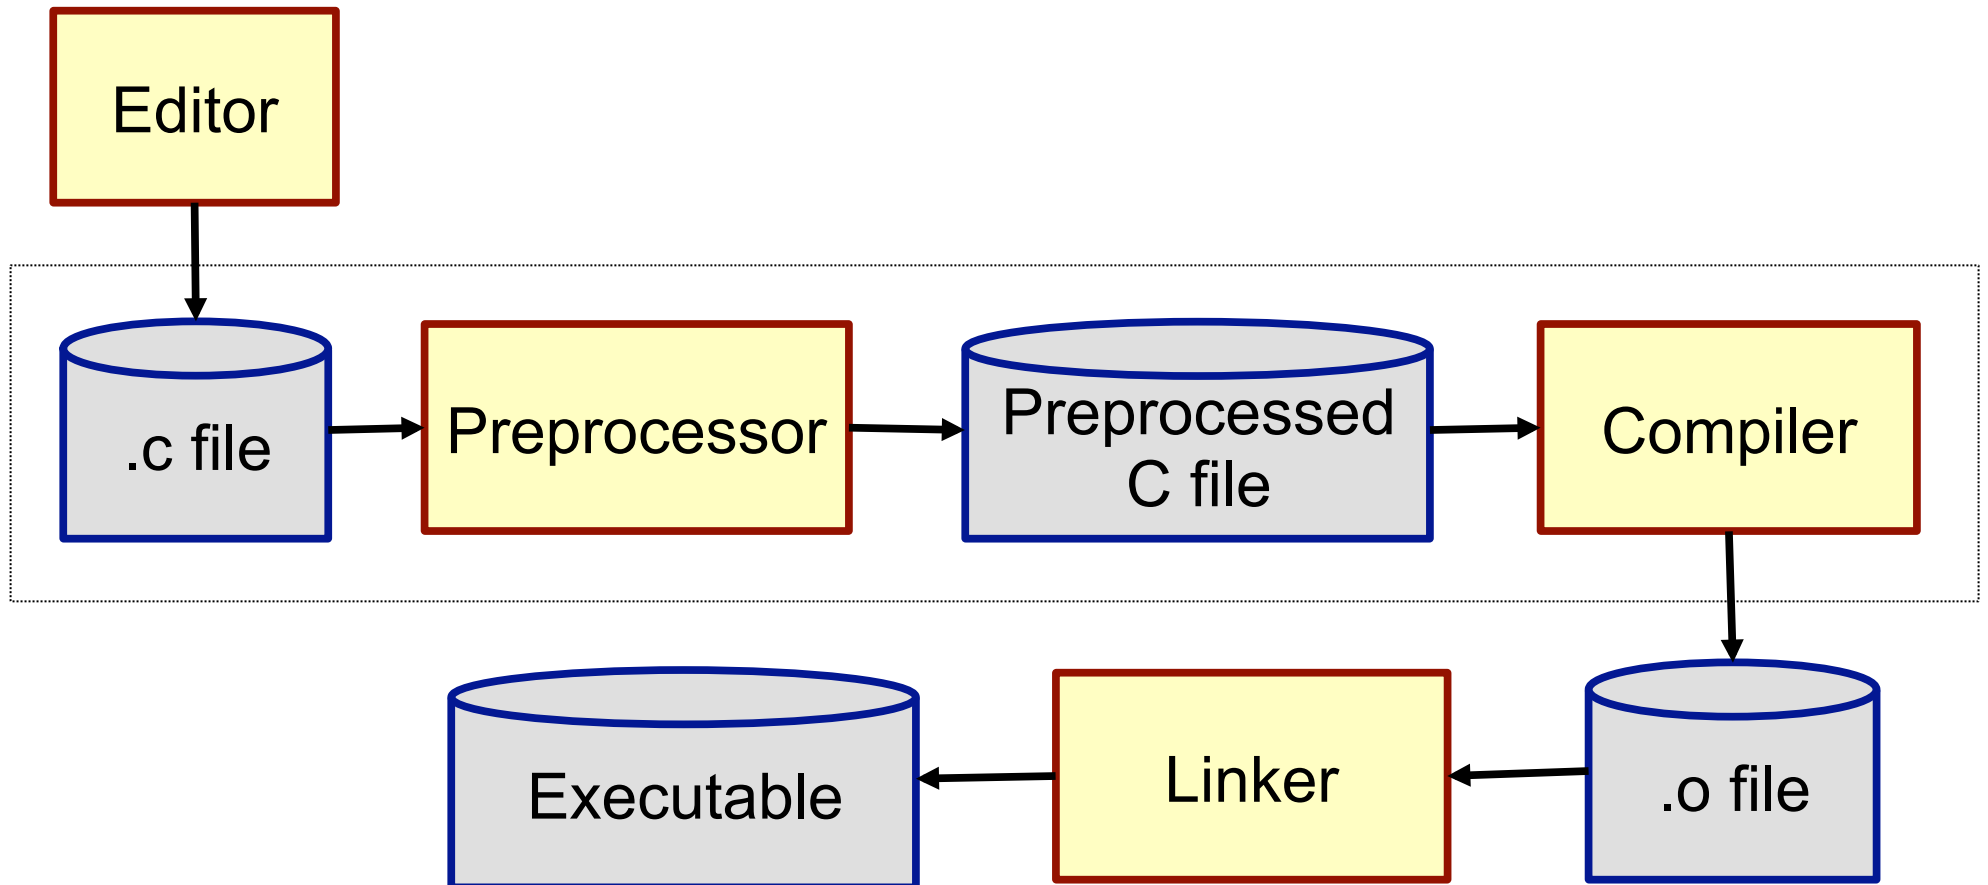 Editor
.c file
Preprocessor
Preprocessed
C file
Compiler
.o file
Linker
Executable